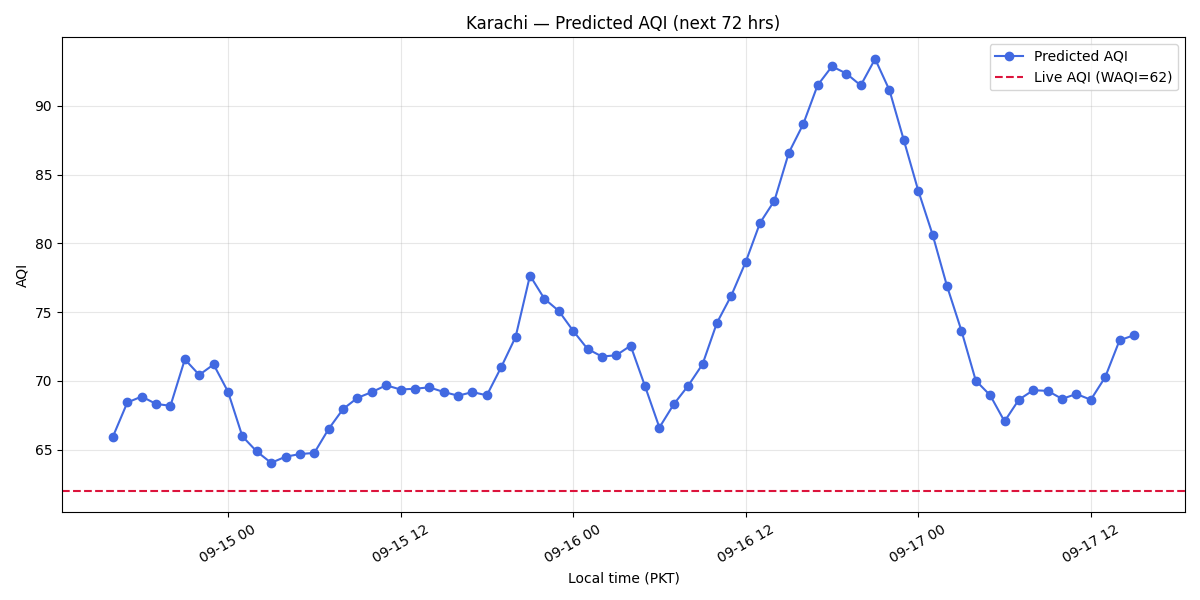 Karachi — Predicted AQI (next 72 hrs)
Predicted AQI
Live AQI (WAQI=62)
AQI
90
85
80
75
70
65
09-15 00
09-15 12
09-16 00
09-16 12
09-17 00
09-17 12
Local time (PKT)